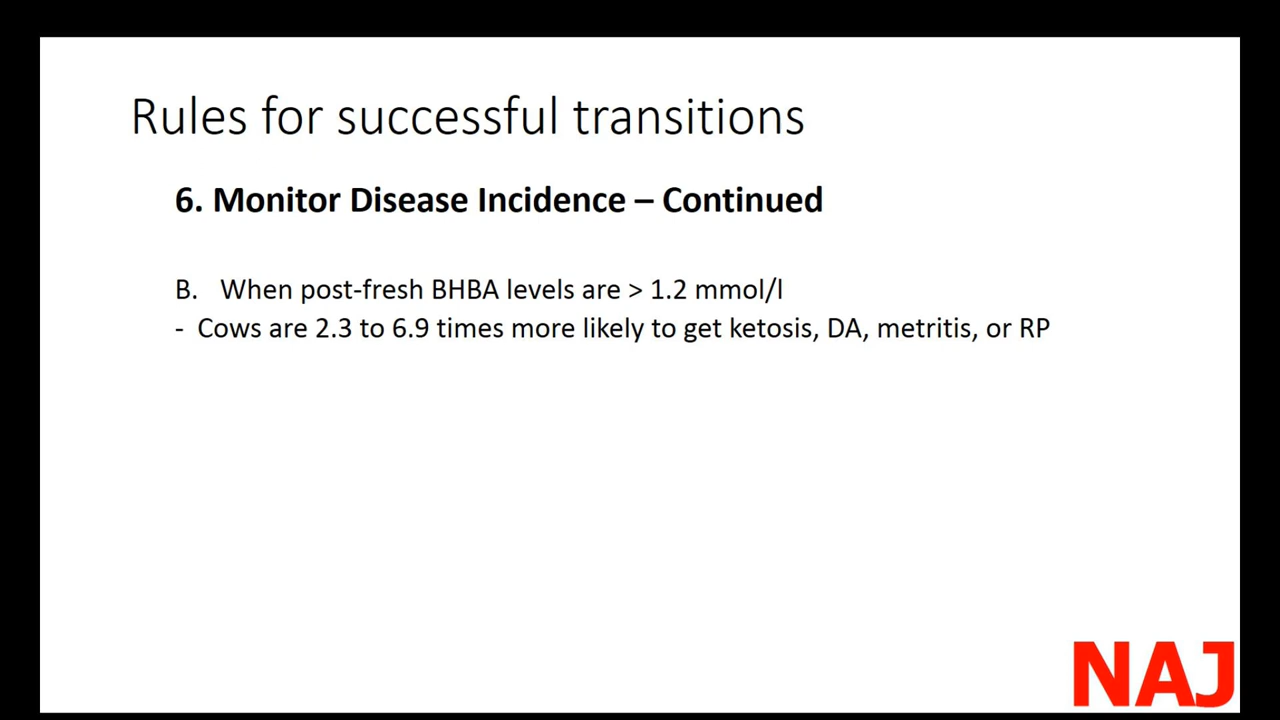 Rules for successful transitions
6. Monitor Disease Incidence – Continued
B. When post-fresh BHBA levels are > 1.2 mmol/l
- Cows are 2.3 to 6.9 times more likely to get ketosis, DA, metritis, or RP
NAJ